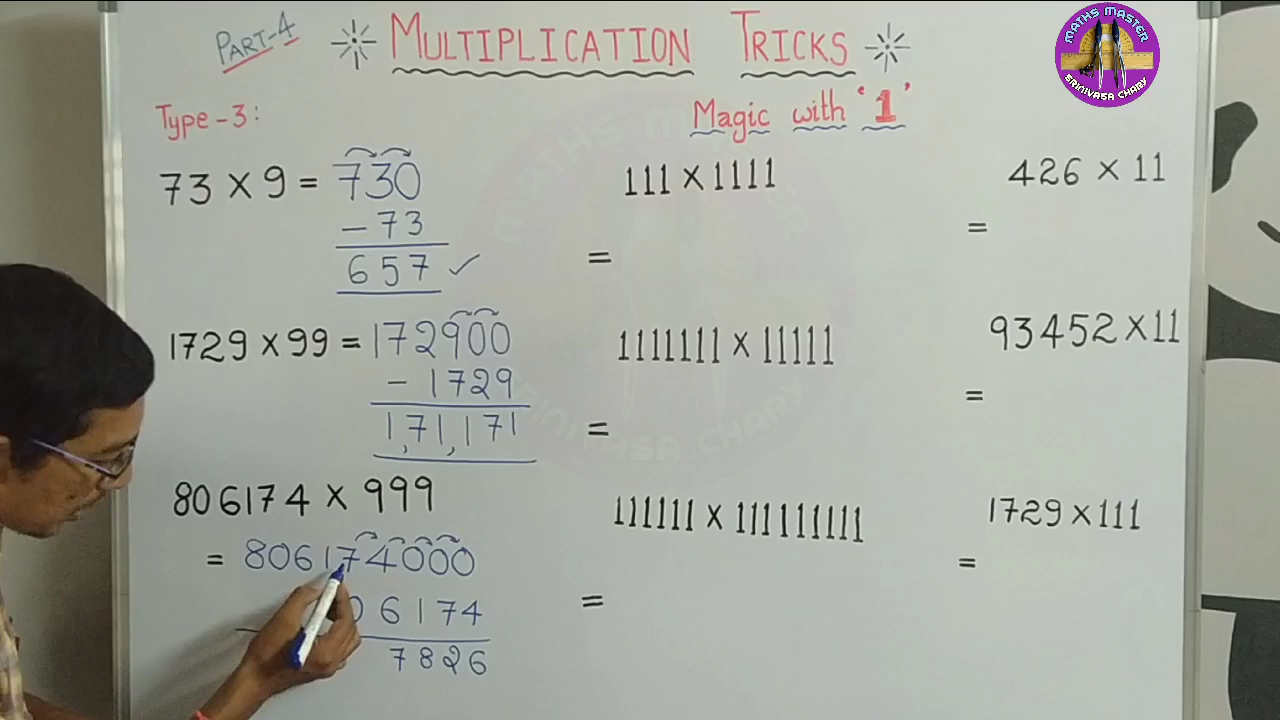 PART-4
MULTIPLICATION TRICKS
MATHS MASTER
SRINIVASA CHARY
Type-3:
73 × 9 = 730
- 73
657 ✓
1729 × 99 = 172900
- 1729
1,71,171
806174 × 999
= 806174000
06174
7826
Magic with '1'
111 × 1111
=
1111111 × 11111
=
111111 × 111111111
=
426 × 11
=
93452 × 11
=
1729 × 111
=